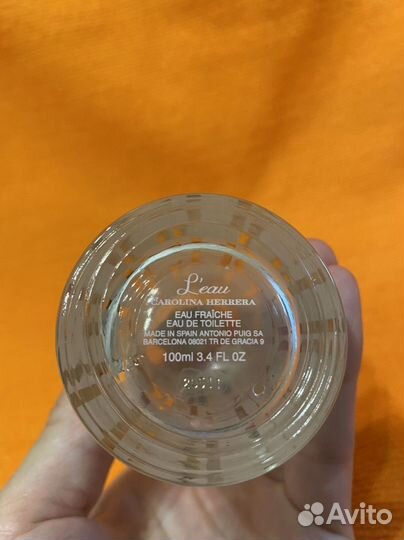 L'eau
CAROLINA HERRERA
EAU FRAÎCHE
EAU DE TOILETTE
MADE IN SPAIN ANTONIO PUIG SA
BARCELONA 08021 TR DE GRACIA 9
100ml 3.4 FL OZ
Avito